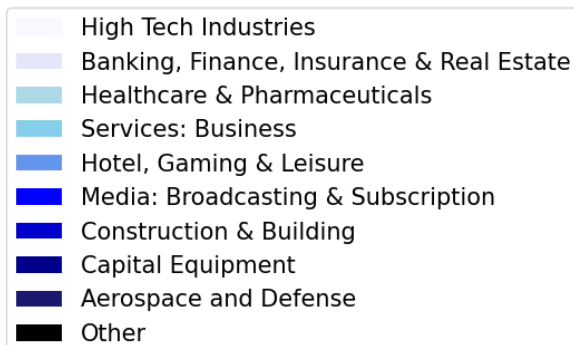 High Tech Industries
Banking, Finance, Insurance & Real Estate
Healthcare & Pharmaceuticals
Services: Business
Hotel, Gaming & Leisure
Media: Broadcasting & Subscription
Construction & Building
Capital Equipment
Aerospace and Defense
Other